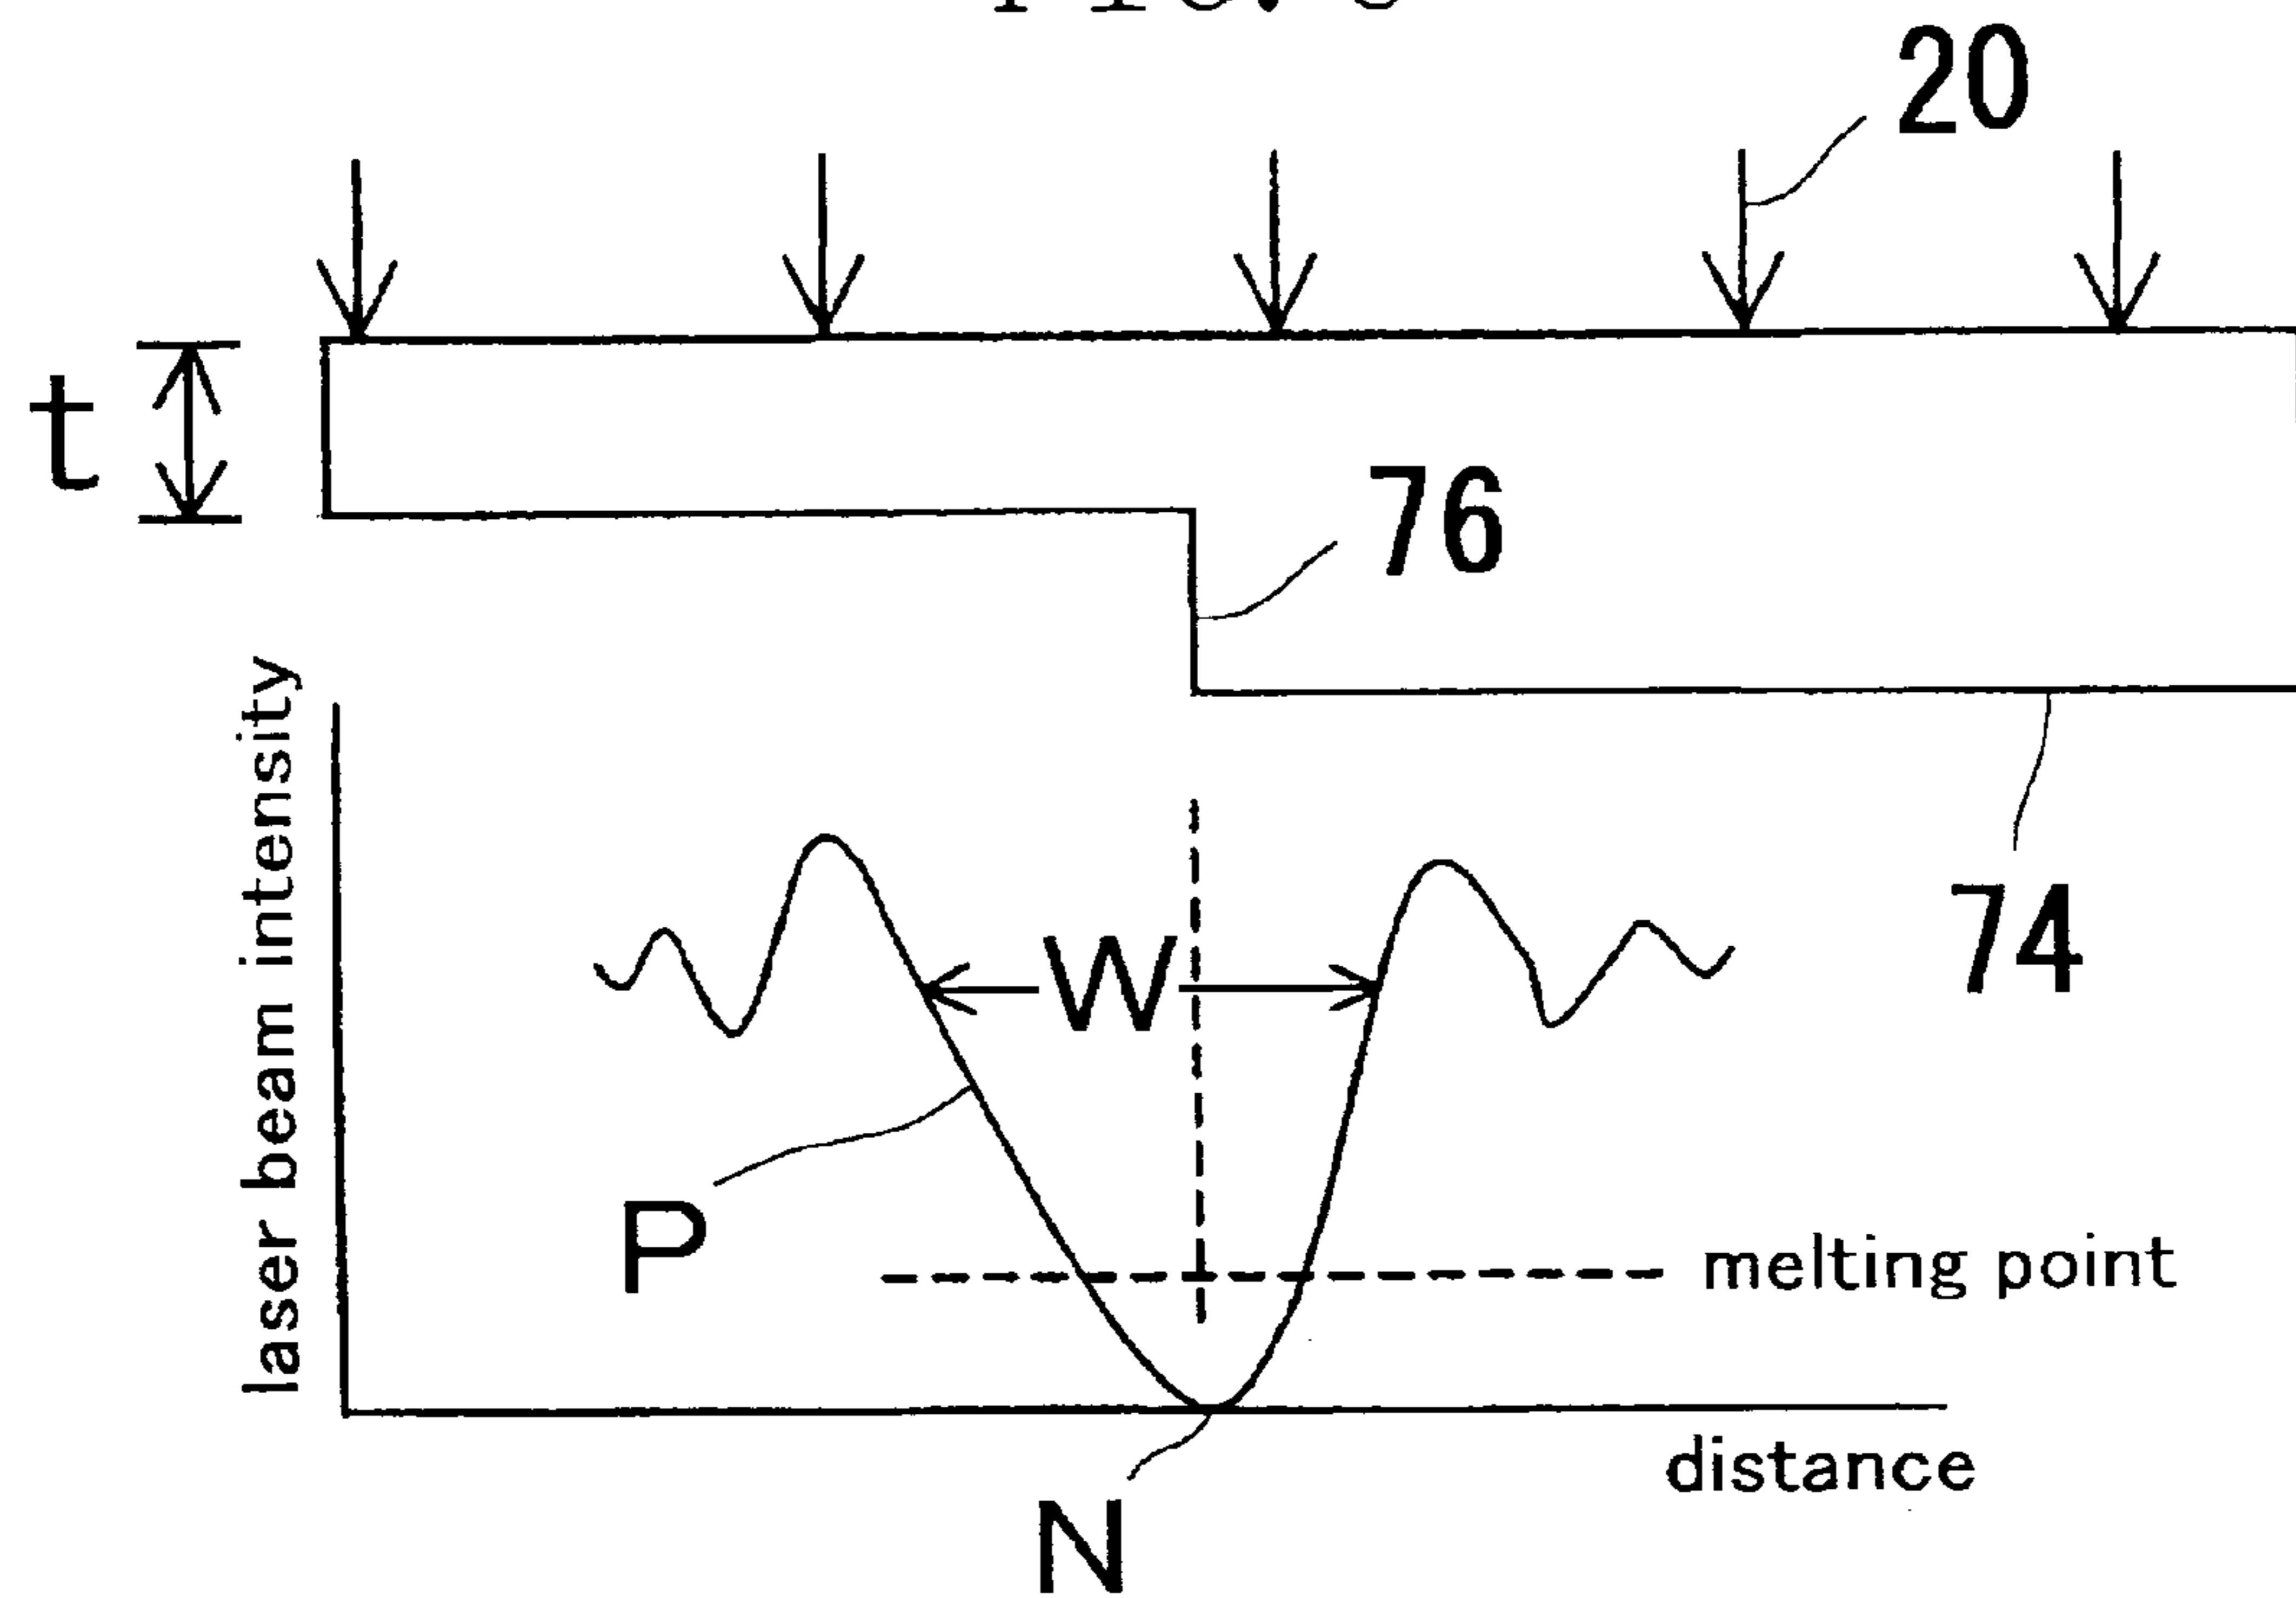 20
t
76
laser beam intensity
74
W
P
melting point
distance
N